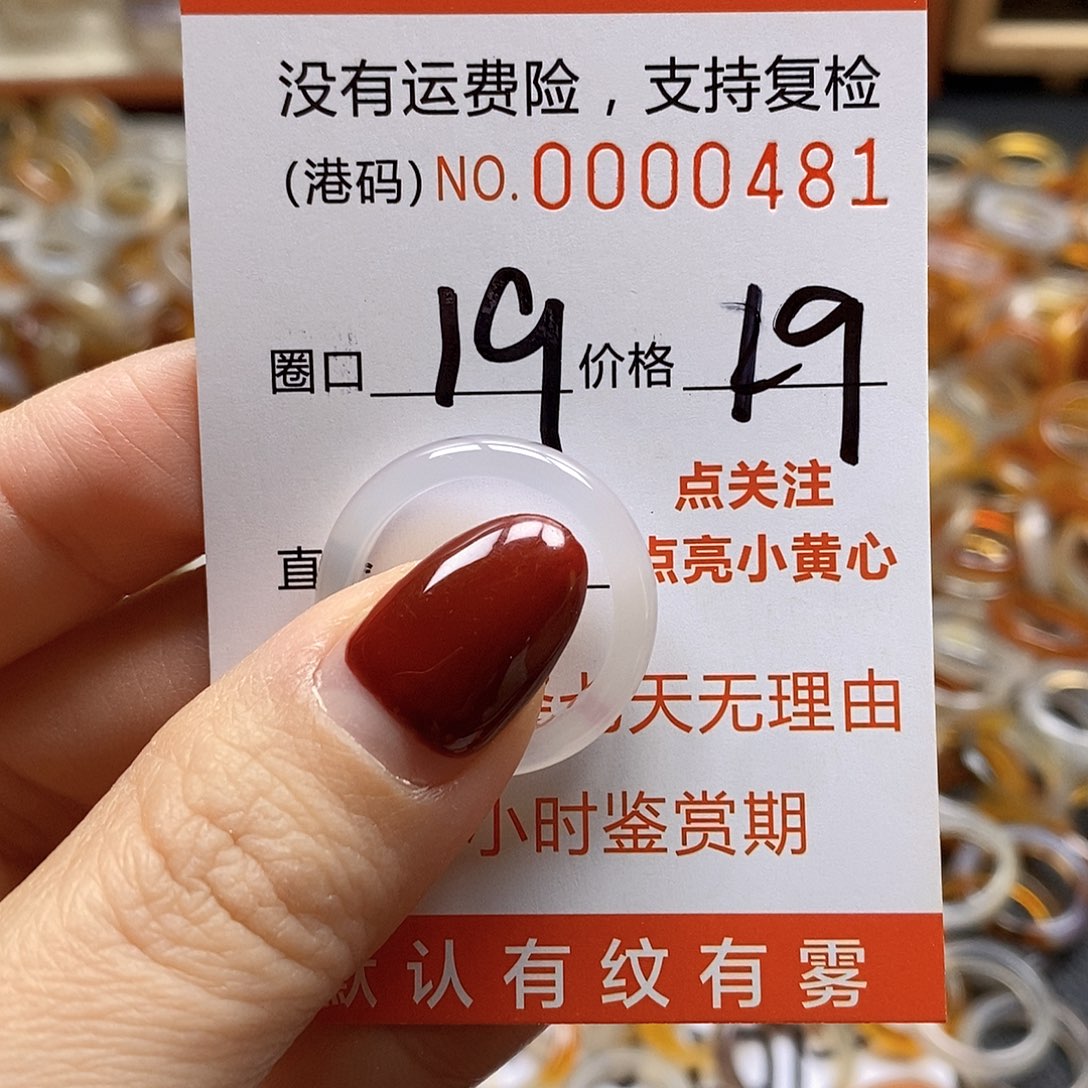 没有运费险，支持复检
(港码) NO. 0000481
圈口 19 价格
点关注
直
点亮小黄心
天无理由
小时鉴赏期
默认有纹有雾